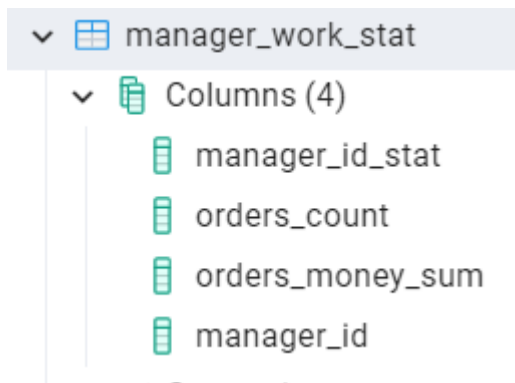 manager_work_stat
Columns (4)
manager_id_stat
orders_count
orders_money_sum
manager_id